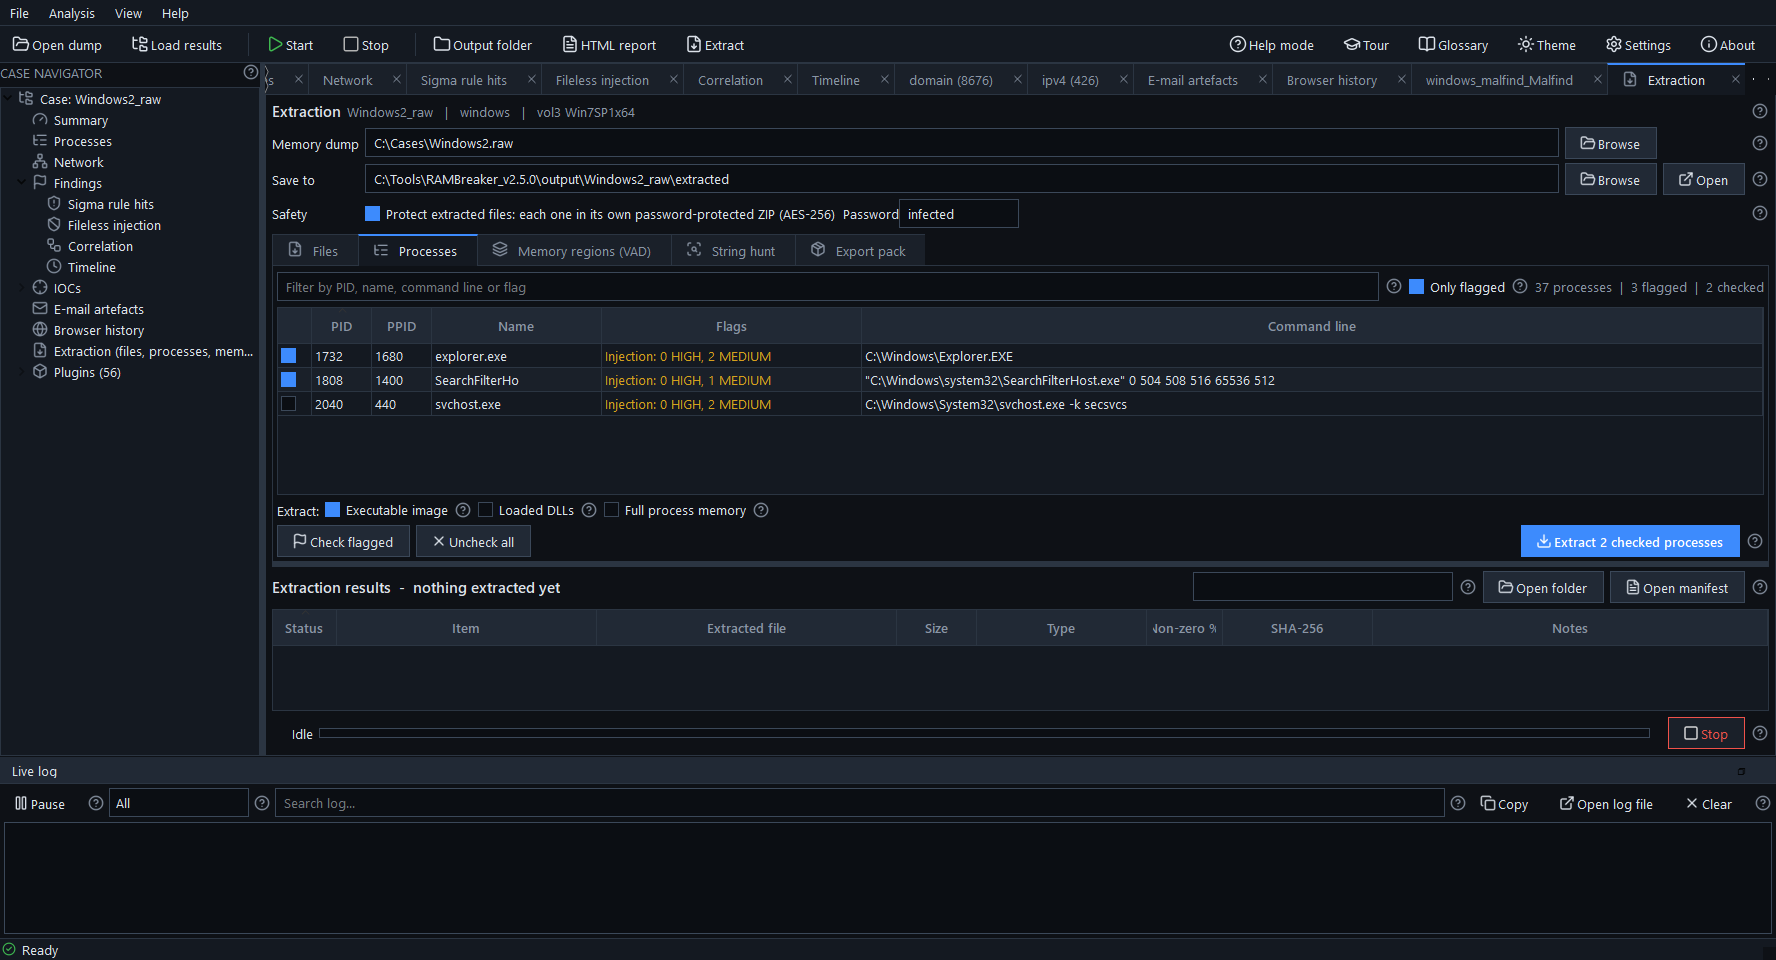 File Analysis View Help
Open dump Load results Start Stop Output folder HTML report Extract Help mode Tour Glossary Theme Settings About
CASE NAVIGATOR
s Network Sigma rule hits Fileless injection Correlation Timeline domain (8676) ipv4 (426) E-mail artefacts Browser history windows_malfind_Malfind Extraction
Case: Windows2_raw
Summary
Processes
Network
Findings
Sigma rule hits
Fileless injection
Correlation
Timeline
IOCs
E-mail artefacts
Browser history
Extraction (files, processes, mem...
Plugins (56)
Extraction Windows2_raw | windows | vol3 Win7SP1x64
Memory dump C:\Cases\Windows2.raw Browse
Save to C:\Tools\RAMBreaker_v2.5.0\output\Windows2_raw\extracted Browse Open
Safety Protect extracted files: each one in its own password-protected ZIP (AES-256) Password infected
Files Processes Memory regions (VAD) String hunt Export pack
Filter by PID, name, command line or flag Only flagged 37 processes | 3 flagged | 2 checked
PID PPID Name Flags Command line
1732 1680 explorer.exe Injection: 0 HIGH, 2 MEDIUM C:\Windows\Explorer.EXE
1808 1400 SearchFilterHo Injection: 0 HIGH, 1 MEDIUM "C:\Windows\system32\SearchFilterHost.exe" 0 504 508 516 65536 512
2040 440 svchost.exe Injection: 0 HIGH, 2 MEDIUM C:\Windows\System32\svchost.exe -k secsvcs
Extract: Executable image Loaded DLLs Full process memory
Check flagged Uncheck all Extract 2 checked processes
Extraction results - nothing extracted yet Open folder Open manifest
Status Item Extracted file Size Type Non-zero % SHA-256 Notes
Idle Stop
Live log
Pause All Search log... Copy Open log file Clear
Ready